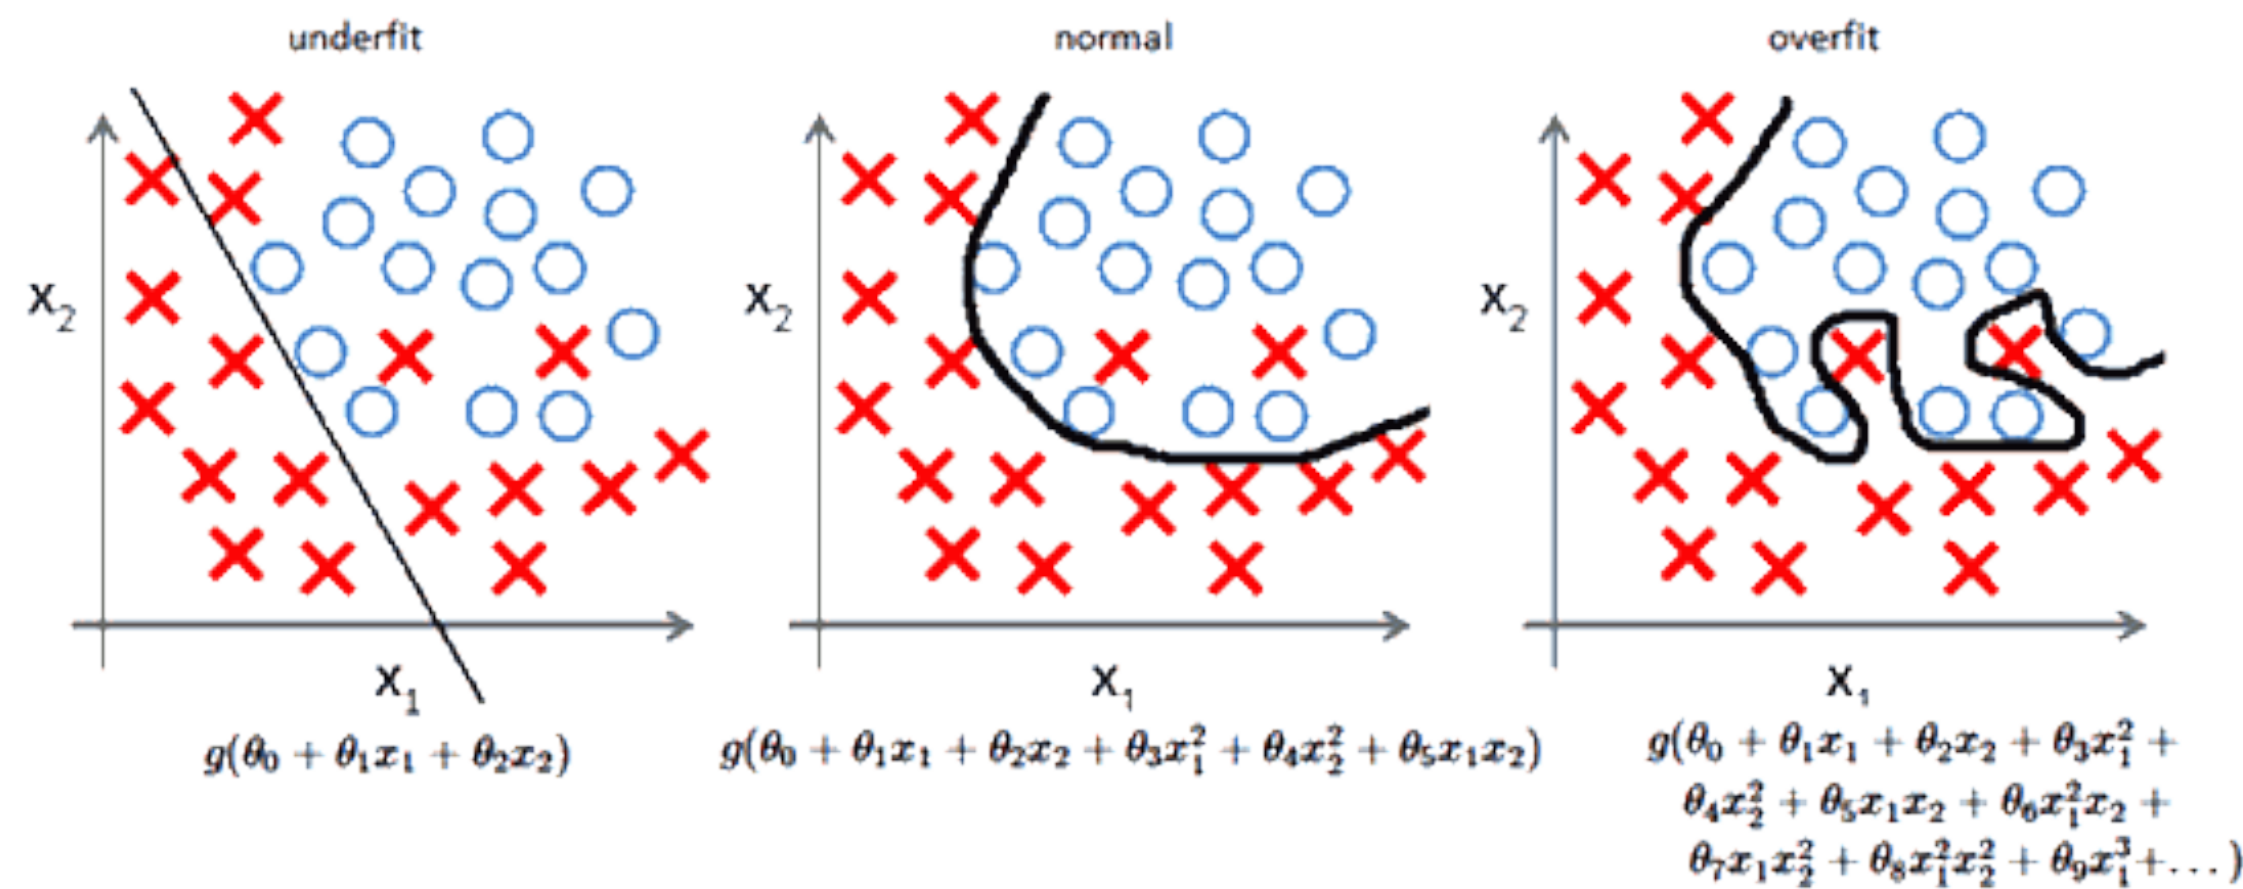 underfit
x₂
x₁
g(θ₀ + θ₁x₁ + θ₂x₂)
normal
x₂
x₁
g(θ₀ + θ₁x₁ + θ₂x₂ + θ₃x₁² + θ₄x₂² + θ₅x₁x₂)
overfit
x₂
x₁
g(θ₀ + θ₁x₁ + θ₂x₂ + θ₃x₁² +
θ₄x₂² + θ₅x₁x₂ + θ₆x₁²x₂ +
θ₇x₁x₂² + θ₈x₁²x₂² + θ₉x₁³ + … )